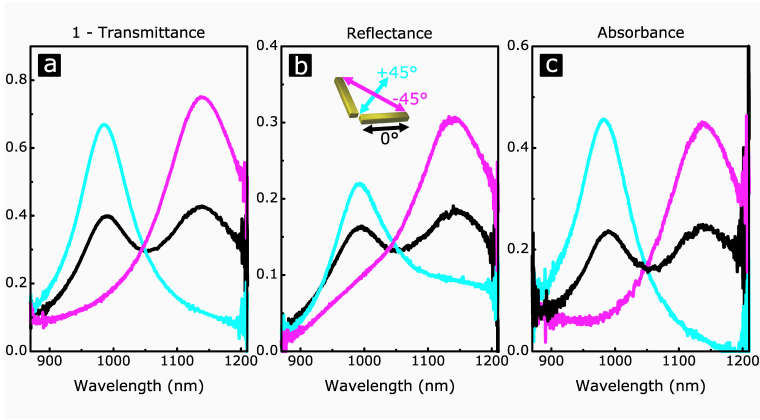 1 - Transmittance
Reflectance
Absorbance
a
b
c
0.8
0.6
0.4
0.2
0.0
0.4
0.3
0.2
0.1
0.0
0.6
0.4
0.2
0.0
+45°
-45°
0°
900 1000 1100 1200
900 1000 1100 1200
900 1000 1100 1200
Wavelength (nm)
Wavelength (nm)
Wavelength (nm)